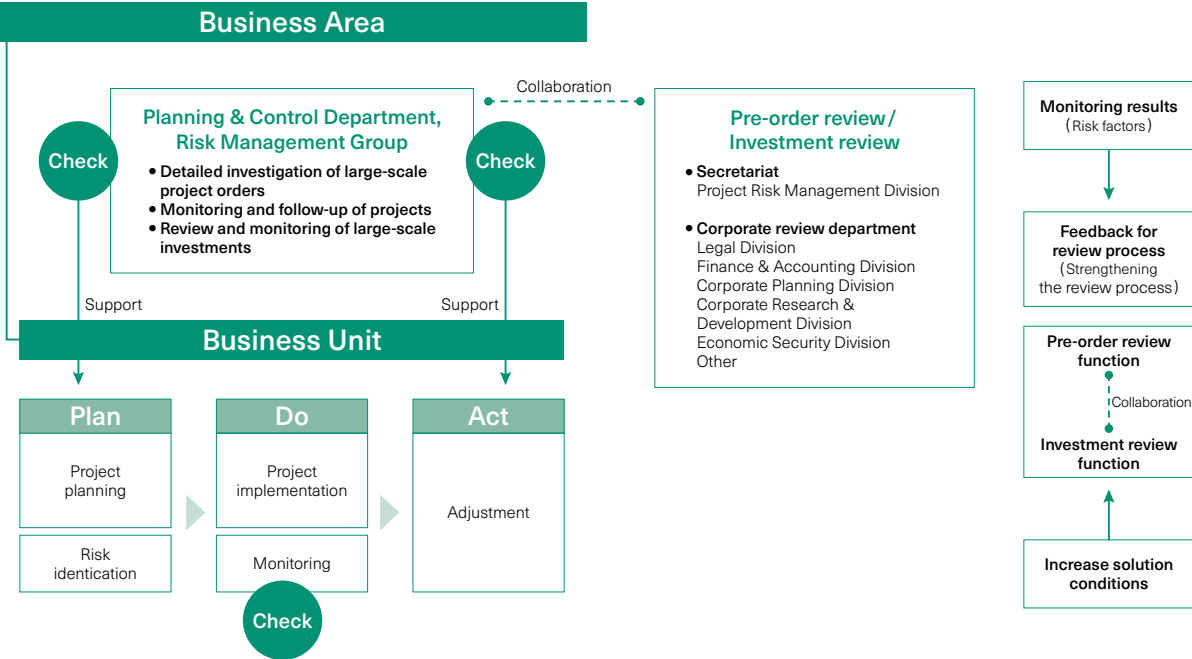 Business Area
Planning & Control Department,
Risk Management Group
• Detailed investigation of large-scale
project orders
• Monitoring and follow-up of projects
• Review and monitoring of large-scale
investments
Check
Check
Support
Support
Collaboration
Pre-order review /
Investment review
• Secretariat
Project Risk Management Division
• Corporate review department
Legal Division
Finance & Accounting Division
Corporate Planning Division
Corporate Research &
Development Division
Economic Security Division
Other
Business Unit
Plan
Project
planning
Risk
identication
Do
Project
implementation
Monitoring
Check
Act
Adjustment
Monitoring results
(Risk factors)
Feedback for
review process
(Strengthening
the review process)
Pre-order review
function
Collaboration
Investment review
function
Increase solution
conditions